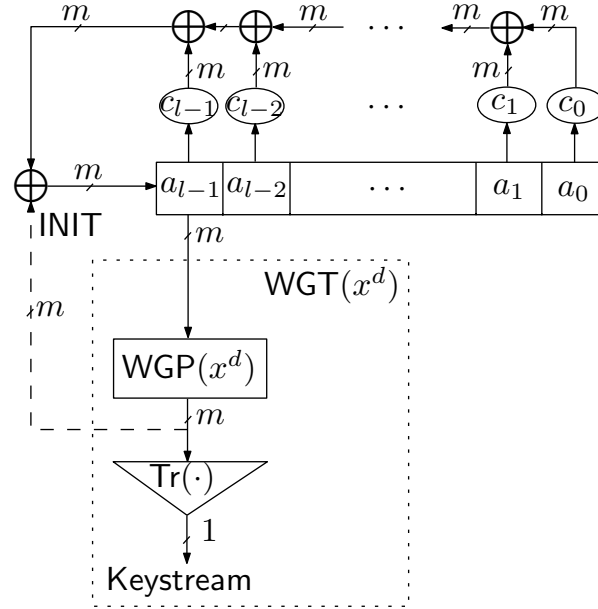 m m ⋯ m
m m m
c_{l−1} c_{l−2} ⋯ c_1 c_0
m a_{l−1} a_{l−2} ⋯ a_1 a_0
INIT
m
WGT(x^d)
m
WGP(x^d)
m
Tr(·)
1
Keystream